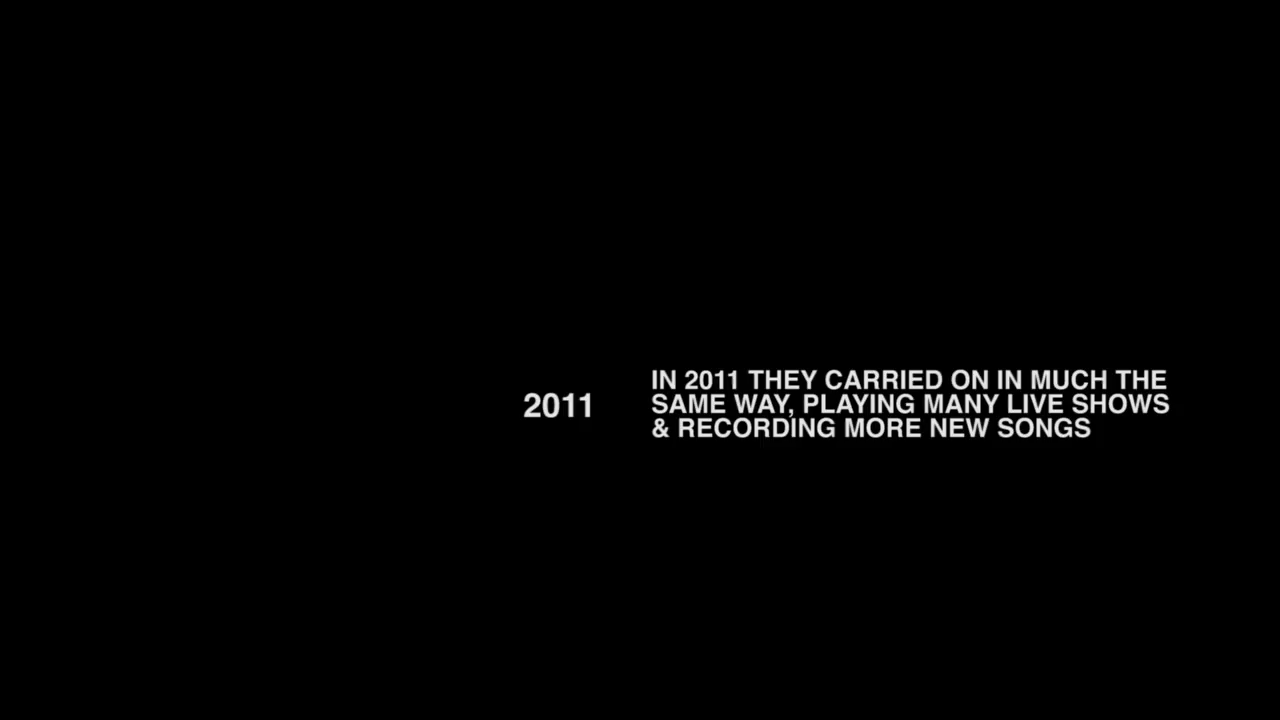 2011
IN 2011 THEY CARRIED ON IN MUCH THE
SAME WAY, PLAYING MANY LIVE SHOWS
& RECORDING MORE NEW SONGS